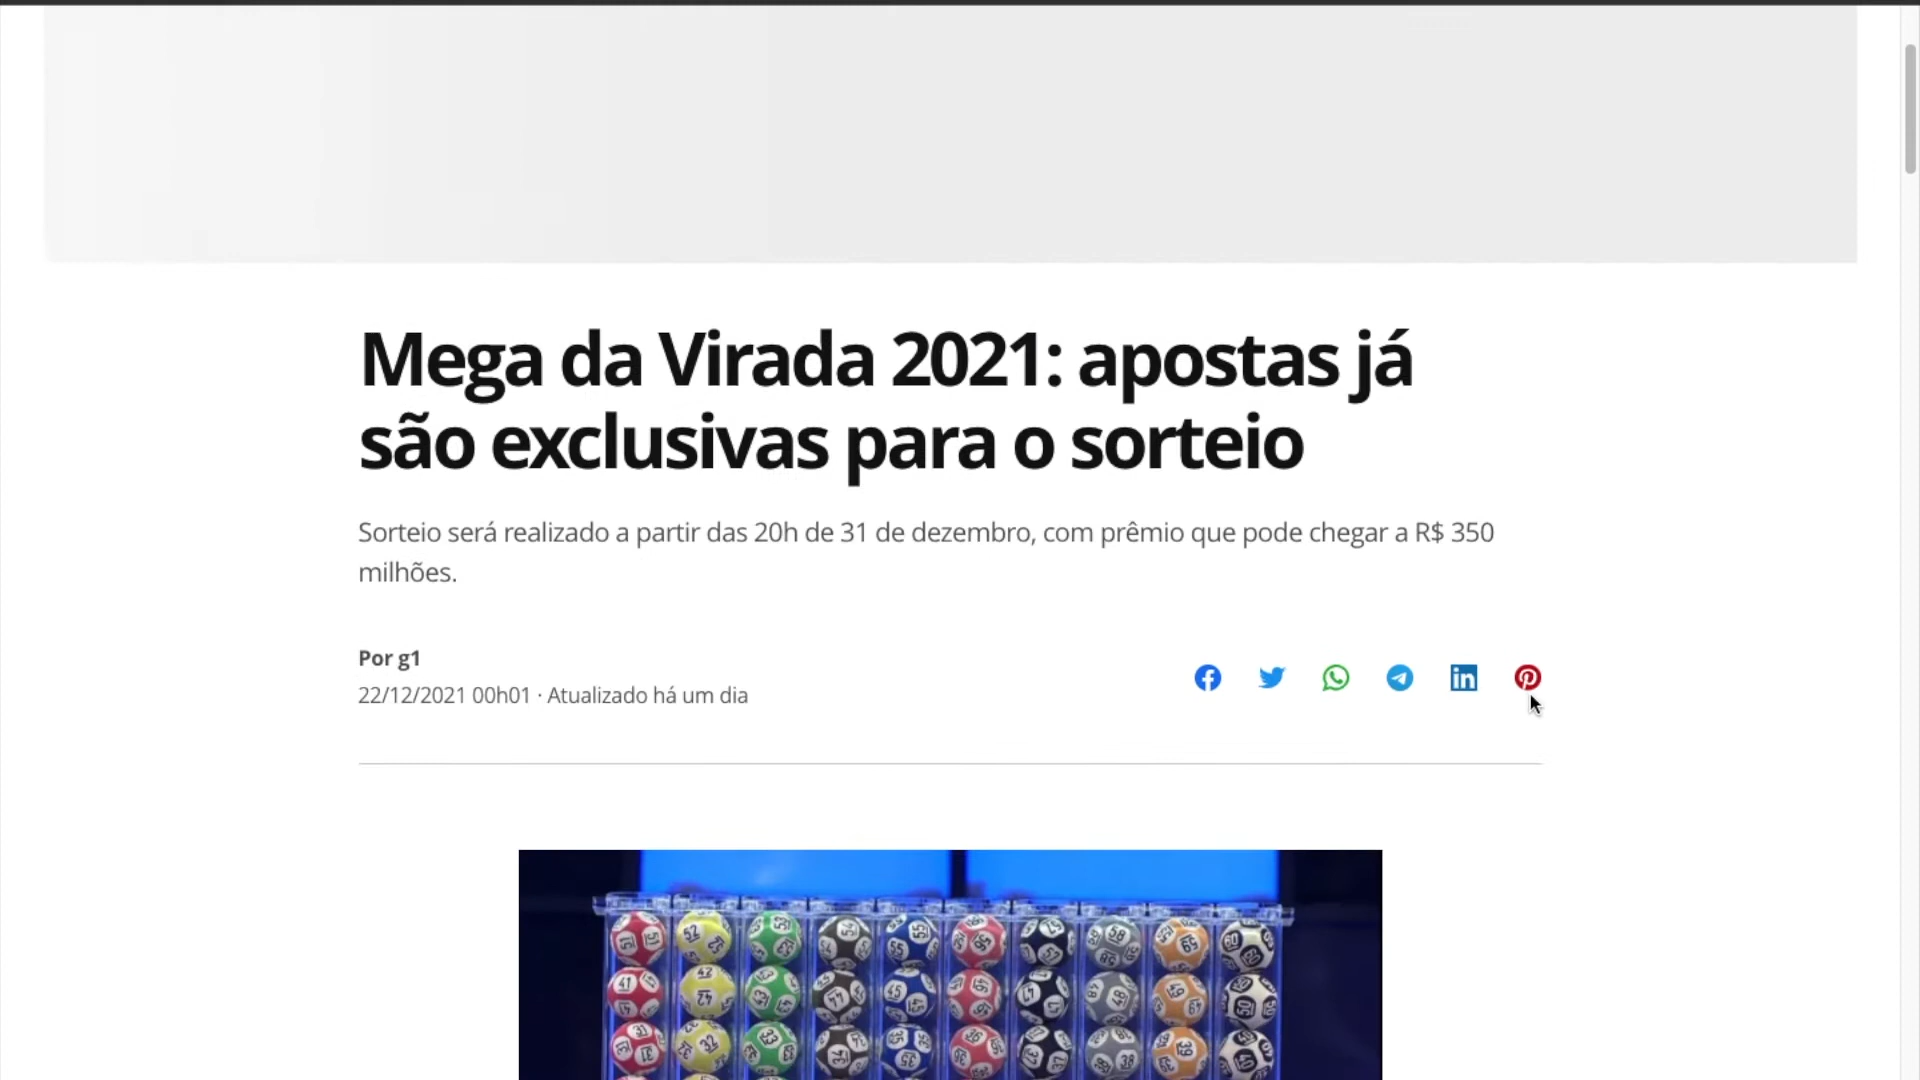 Mega da Virada 2021: apostas já
são exclusivas para o sorteio
Sorteio será realizado a partir das 20h de 31 de dezembro, com prêmio que pode chegar a R$ 350
milhões.
Por g1
22/12/2021 00h01 · Atualizado há um dia